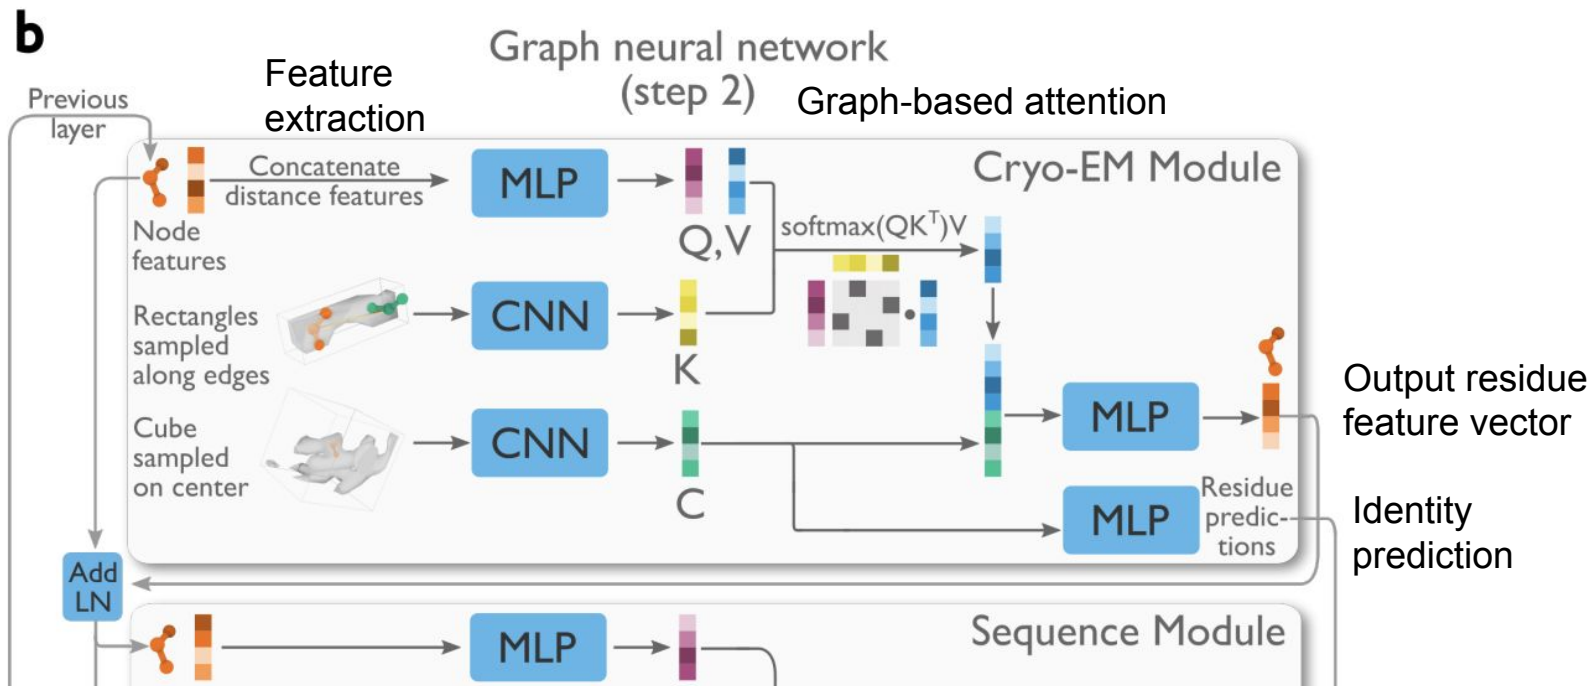 b
Graph neural network
(step 2)
Feature
extraction
Graph-based attention
Previous
layer
Cryo-EM Module
Concatenate
distance features
MLP
Q,V
Node
features
softmax(QKᵀ)V
Rectangles
sampled
along edges
CNN
K
Cube
sampled
on center
CNN
C
MLP
Output residue
feature vector
MLP
Residue
predic-
tions
Identity
prediction
Add
LN
Sequence Module
MLP